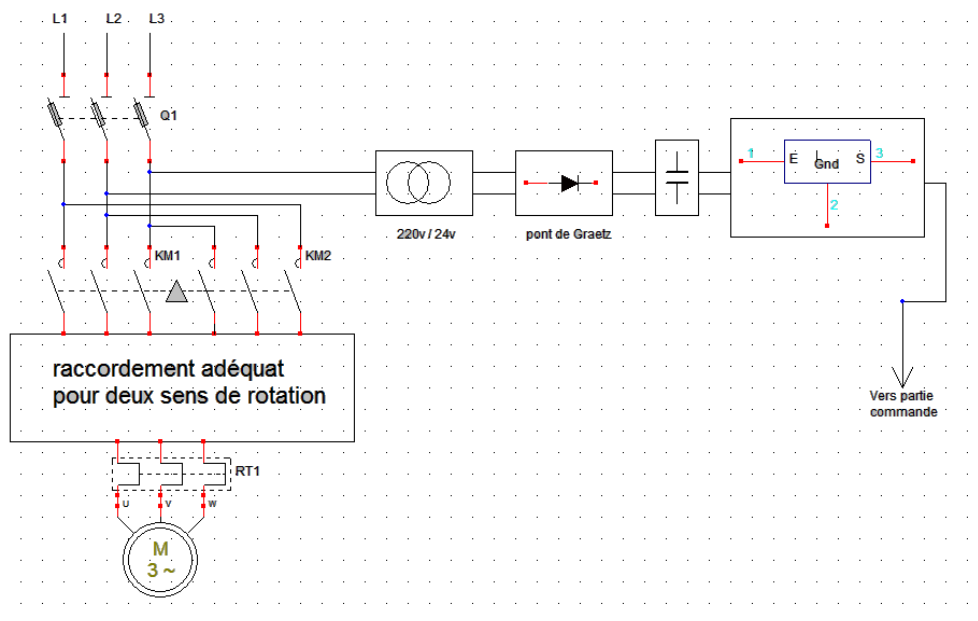 L1 L2 L3
Q1
1 E Gnd S 3
2
220v / 24v
pont de Graetz
KM1
KM2
raccordement adéquat
pour deux sens de rotation
Vers partie
commande
RT1
U V W
M
3 ~